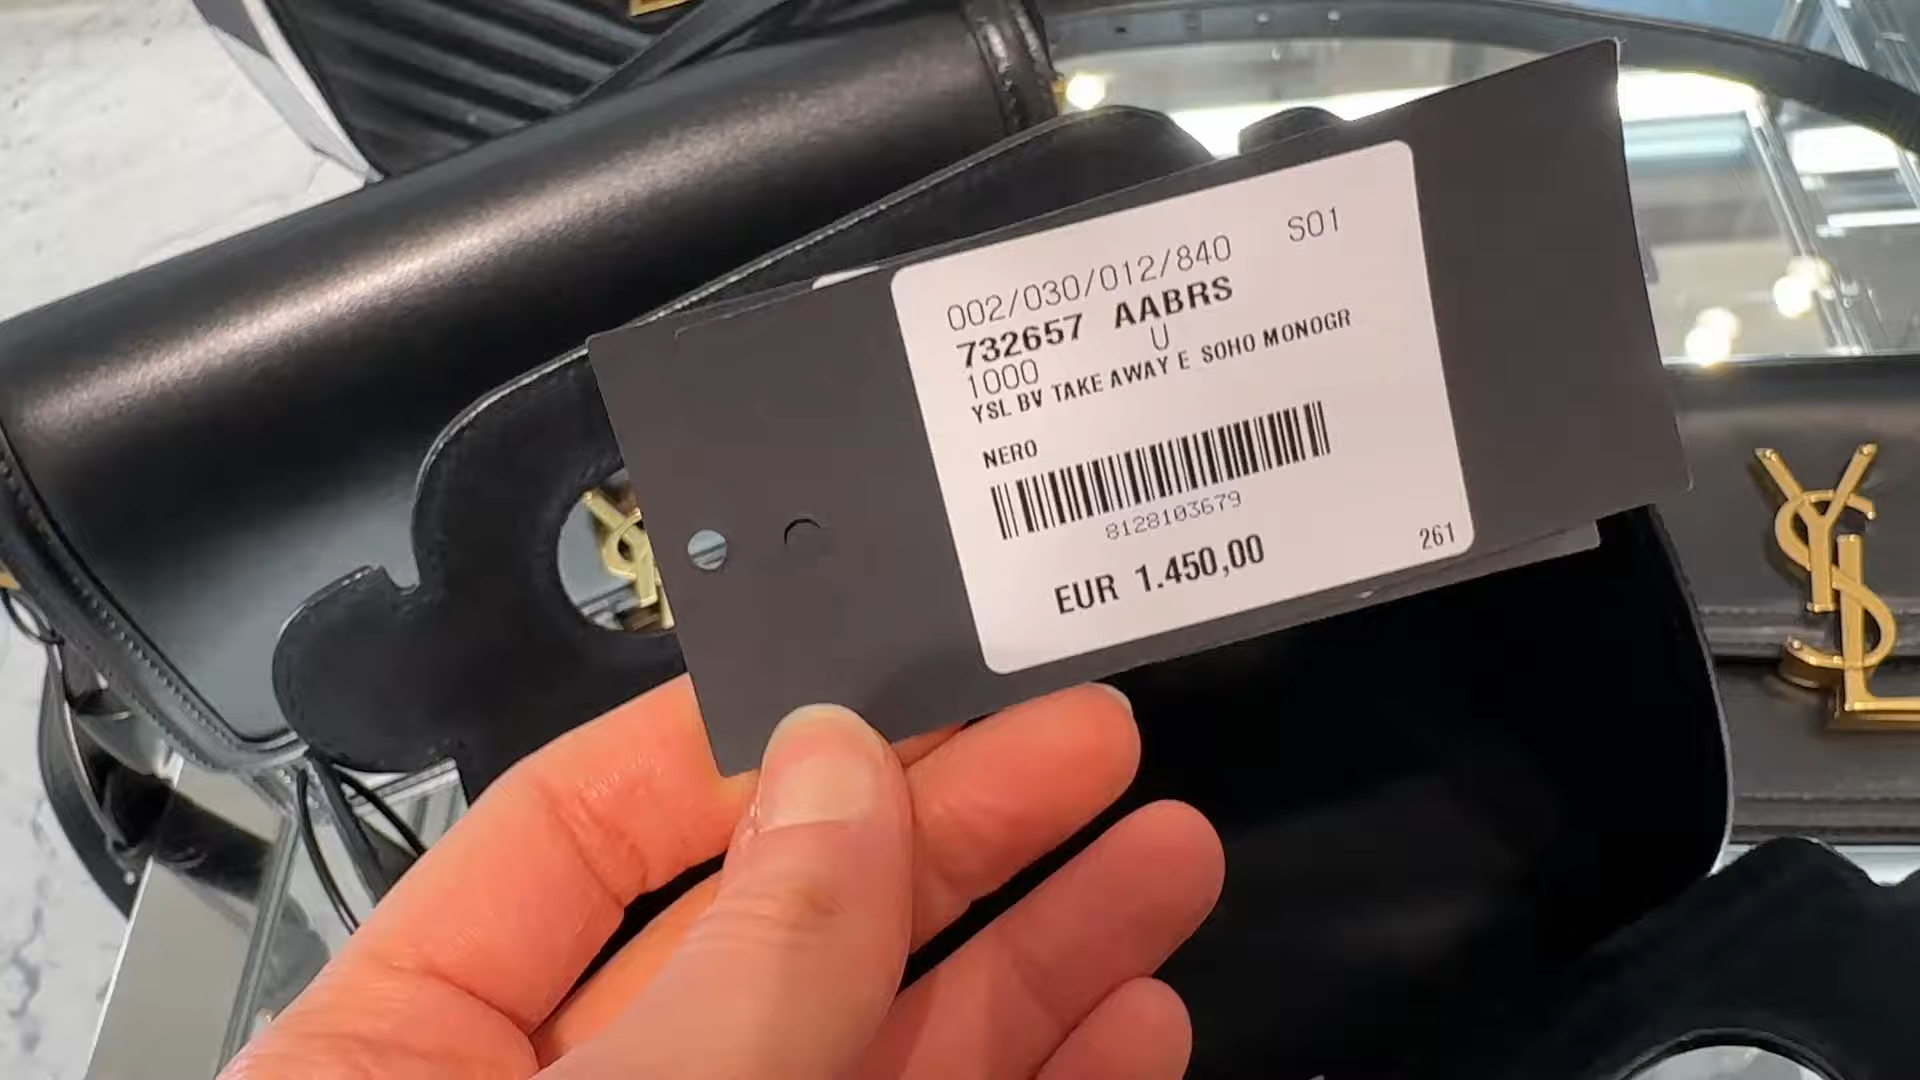 002/030/012/840 S01
732657 AABRS
1000 U
YSL BV TAKE AWAY E SOHO MONOGR
NERO
8128103679
EUR 1.450,00
261
YSL